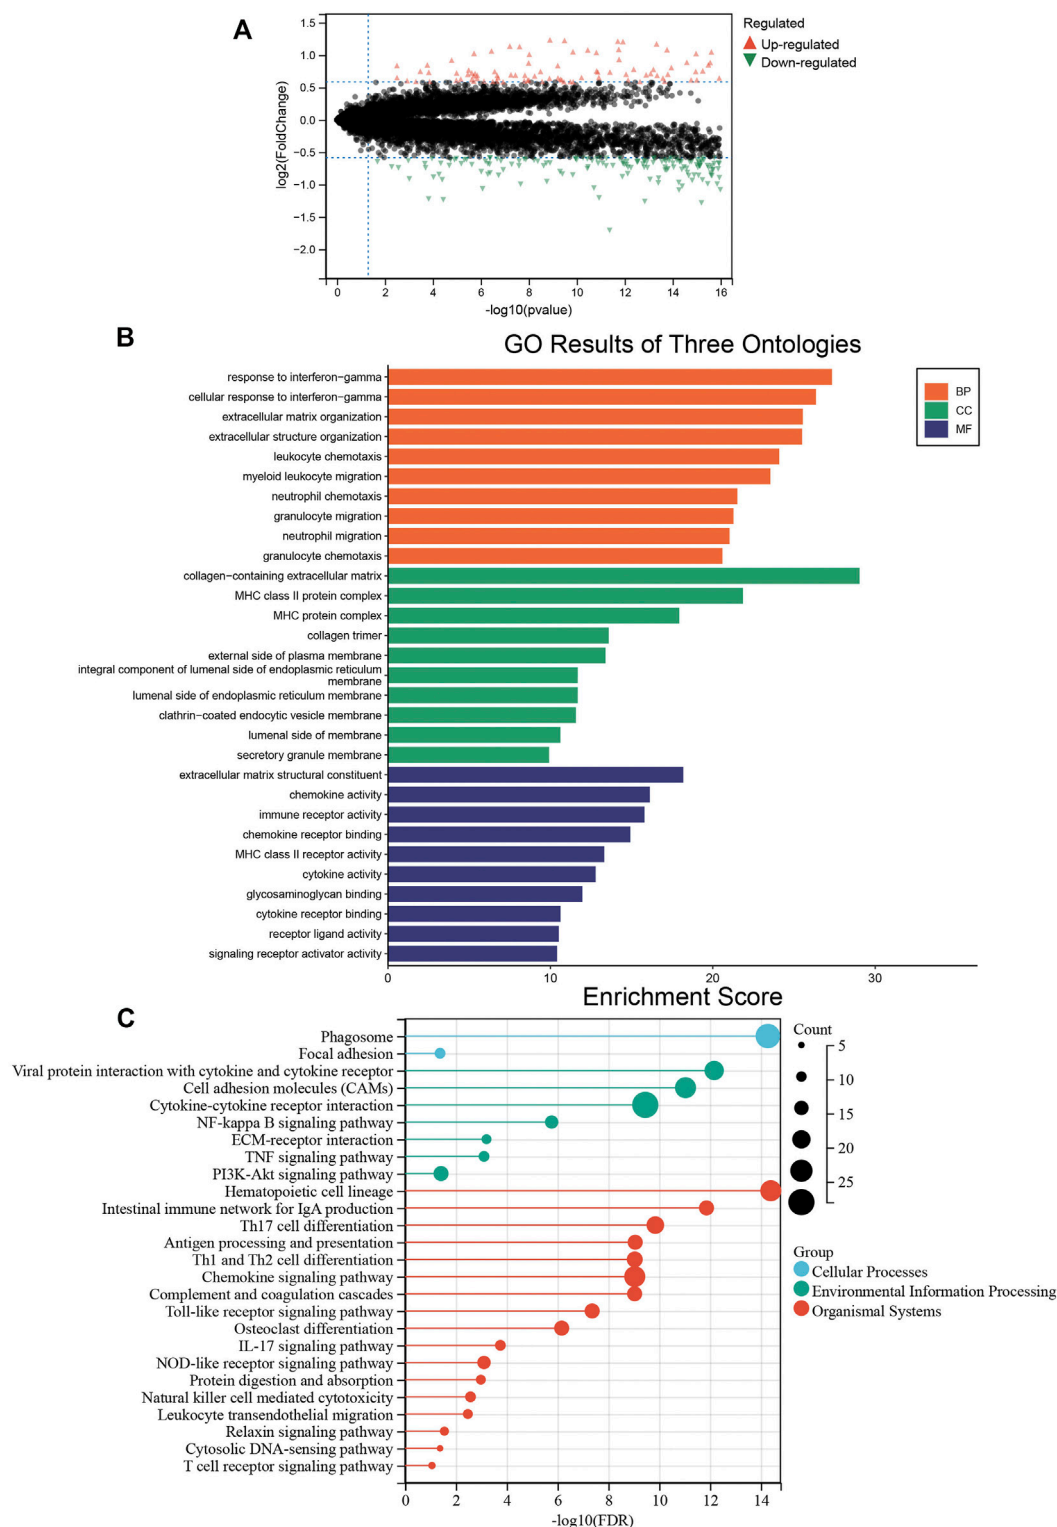 A
Regulated
Up-regulated
Down-regulated
1.5
1.0
0.5
0.0
−0.5
−1.0
−1.5
−2.0
log2(FoldChange)
0 2 4 6 8 10 12 14 16
-log10(pvalue)
B
GO Results of Three Ontologies
response to interferon−gamma
cellular response to interferon−gamma
extracellular matrix organization
extracellular structure organization
leukocyte chemotaxis
myeloid leukocyte migration
neutrophil chemotaxis
granulocyte migration
neutrophil migration
granulocyte chemotaxis
collagen−containing extracellular matrix
MHC class II protein complex
MHC protein complex
collagen trimer
external side of plasma membrane
integral component of lumenal side of endoplasmic reticulum
membrane
lumenal side of endoplasmic reticulum membrane
clathrin−coated endocytic vesicle membrane
lumenal side of membrane
secretory granule membrane
extracellular matrix structural constituent
chemokine activity
immune receptor activity
chemokine receptor binding
MHC class II receptor activity
cytokine activity
glycosaminoglycan binding
cytokine receptor binding
receptor ligand activity
signaling receptor activator activity
BP
CC
MF
0 10 20 30
Enrichment Score
C
Phagosome
Focal adhesion
Viral protein interaction with cytokine and cytokine receptor
Cell adhesion molecules (CAMs)
Cytokine-cytokine receptor interaction
NF-kappa B signaling pathway
ECM-receptor interaction
TNF signaling pathway
PI3K-Akt signaling pathway
Hematopoietic cell lineage
Intestinal immune network for IgA production
Th17 cell differentiation
Antigen processing and presentation
Th1 and Th2 cell differentiation
Chemokine signaling pathway
Complement and coagulation cascades
Toll-like receptor signaling pathway
Osteoclast differentiation
IL-17 signaling pathway
NOD-like receptor signaling pathway
Protein digestion and absorption
Natural killer cell mediated cytotoxicity
Leukocyte transendothelial migration
Relaxin signaling pathway
Cytosolic DNA-sensing pathway
T cell receptor signaling pathway
0 2 4 6 8 10 12 14
-log10(FDR)
Count
5
10
15
20
25
Group
Cellular Processes
Environmental Information Processing
Organismal Systems